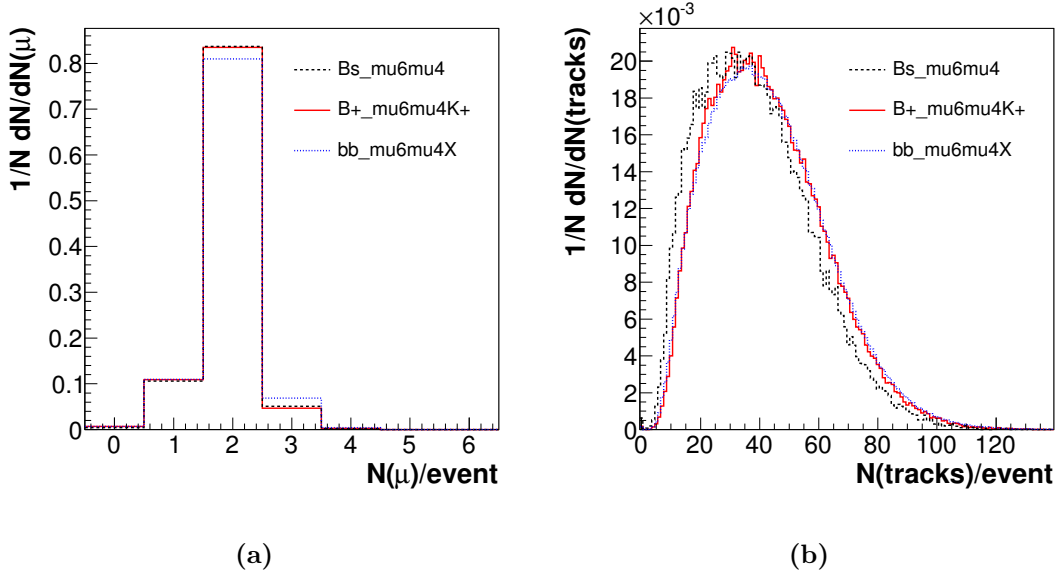 1/N dN/dN(μ)
0.8
0.7
0.6
0.5
0.4
0.3
0.2
0.1
0
Bs_mu6mu4
B+_mu6mu4K+
bb_mu6mu4X
0 1 2 3 4 5 6
N(μ)/event
(a)
×10⁻³
1/N dN/dN(tracks)
20
18
16
14
12
10
8
6
4
2
0
Bs_mu6mu4
B+_mu6mu4K+
bb_mu6mu4X
0 20 40 60 80 100 120
N(tracks)/event
(b)